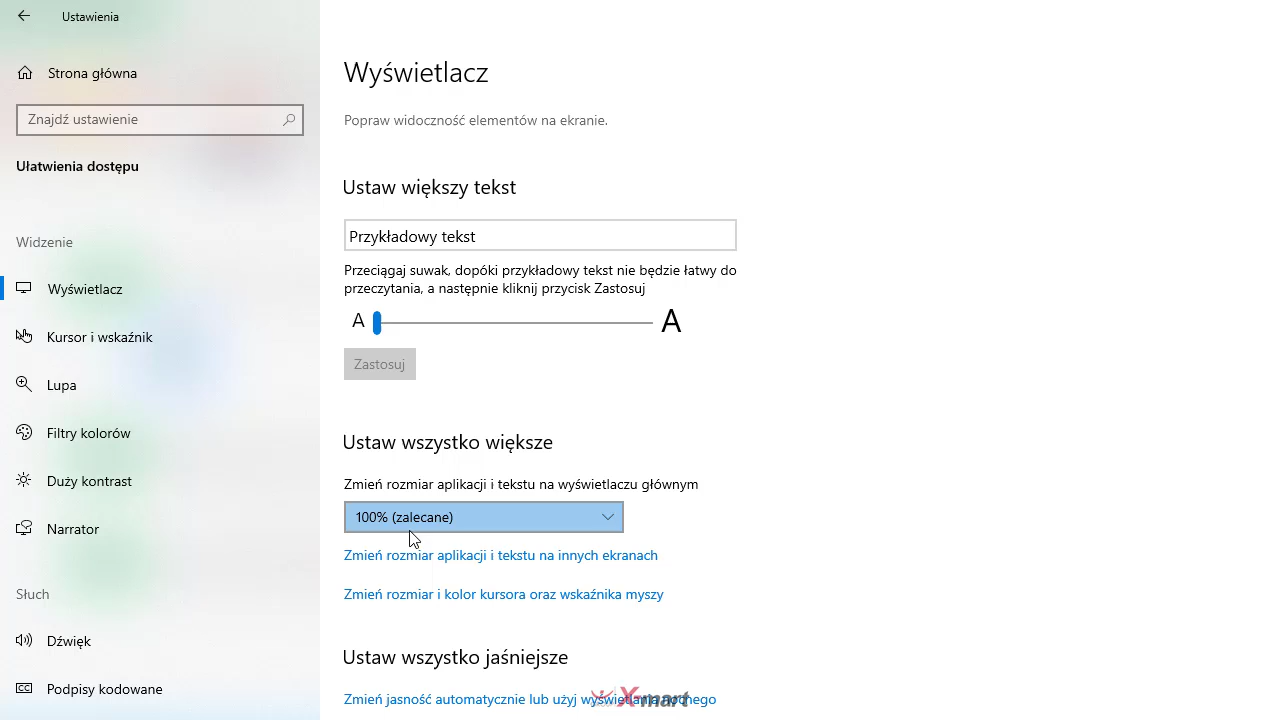 Ustawienia
Strona główna
Znajdź ustawienie
Ułatwienia dostępu
Widzenie
Wyświetlacz
Kursor i wskaźnik
Lupa
Filtry kolorów
Duży kontrast
Narrator
Słuch
Dźwięk
Podpisy kodowane
Wyświetlacz
Popraw widoczność elementów na ekranie.
Ustaw większy tekst
Przykładowy tekst
Przeciągaj suwak, dopóki przykładowy tekst nie będzie łatwy do
przeczytania, a następnie kliknij przycisk Zastosuj
A A
Zastosuj
Ustaw wszystko większe
Zmień rozmiar aplikacji i tekstu na wyświetlaczu głównym
100% (zalecane)
Zmień rozmiar aplikacji i tekstu na innych ekranach
Zmień rozmiar i kolor kursora oraz wskaźnika myszy
Ustaw wszystko jaśniejsze
Zmień jasność automatycznie lub użyj wyświetlania nocnego
X-mart